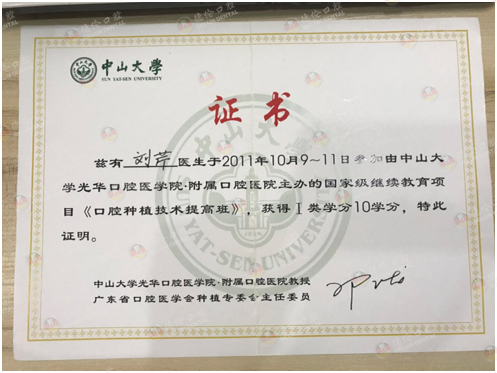 中山大学
SUN YAT-SEN UNIVERSITY
证书
兹有 刘芹 医生于2011年10月9~11日参加由中山大
学光华口腔医学院·附属口腔医院主办的国家级继续教育项
目《口腔种植技术提高班》，获得Ⅰ类学分10学分，特此
证明。
中山大学光华口腔医学院·附属口腔医院教授
广东省口腔医学会种植专委会主任委员